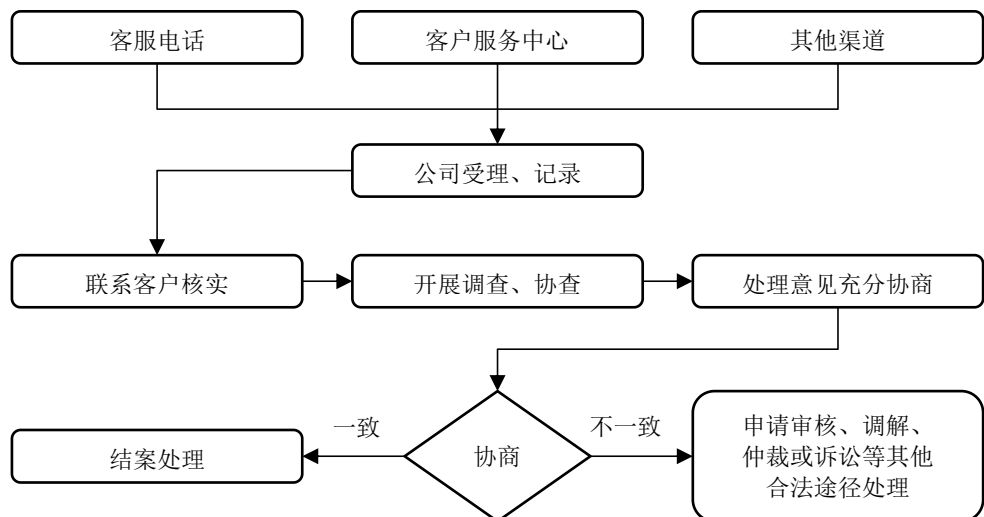 客服电话
客户服务中心
其他渠道
公司受理、记录
联系客户核实
开展调查、协查
处理意见充分协商
一致
不一致
结案处理
协商
申请审核、调解、
仲裁或诉讼等其他
合法途径处理